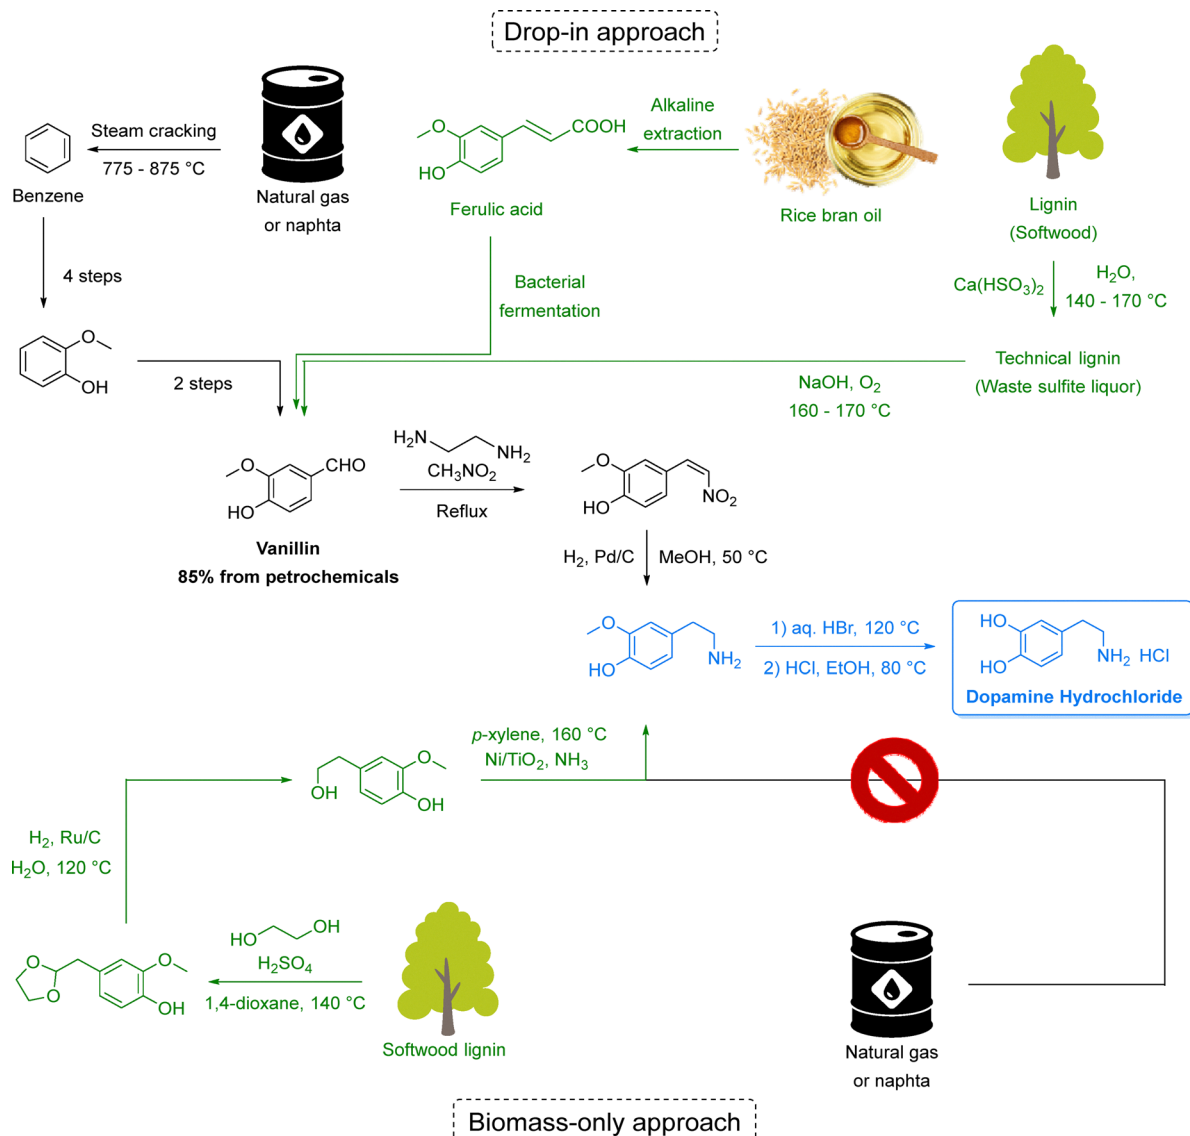 Drop-in approach
Steam cracking
775 - 875 °C
Benzene
Natural gas
or naphta
O
COOH
HO
Ferulic acid
Alkaline
extraction
Rice bran oil
Lignin
(Softwood)
4 steps
Bacterial
fermentation
Ca(HSO3)2
H2O,
140 - 170 °C
O
OH
2 steps
NaOH, O2
160 - 170 °C
Technical lignin
(Waste sulfite liquor)
O
CHO
HO
Vanillin
85% from petrochemicals
H2N
NH2
CH3NO2
Reflux
O
HO
NO2
H2, Pd/C
MeOH, 50 °C
O
HO
NH2
1) aq. HBr, 120 °C
2) HCl, EtOH, 80 °C
HO
HO
NH2 HCl
Dopamine Hydrochloride
p-xylene, 160 °C
Ni/TiO2, NH3
OH
O
OH
H2, Ru/C
H2O, 120 °C
O
O
O
OH
HO
OH
H2SO4
1,4-dioxane, 140 °C
Softwood lignin
Natural gas
or naphta
Biomass-only approach